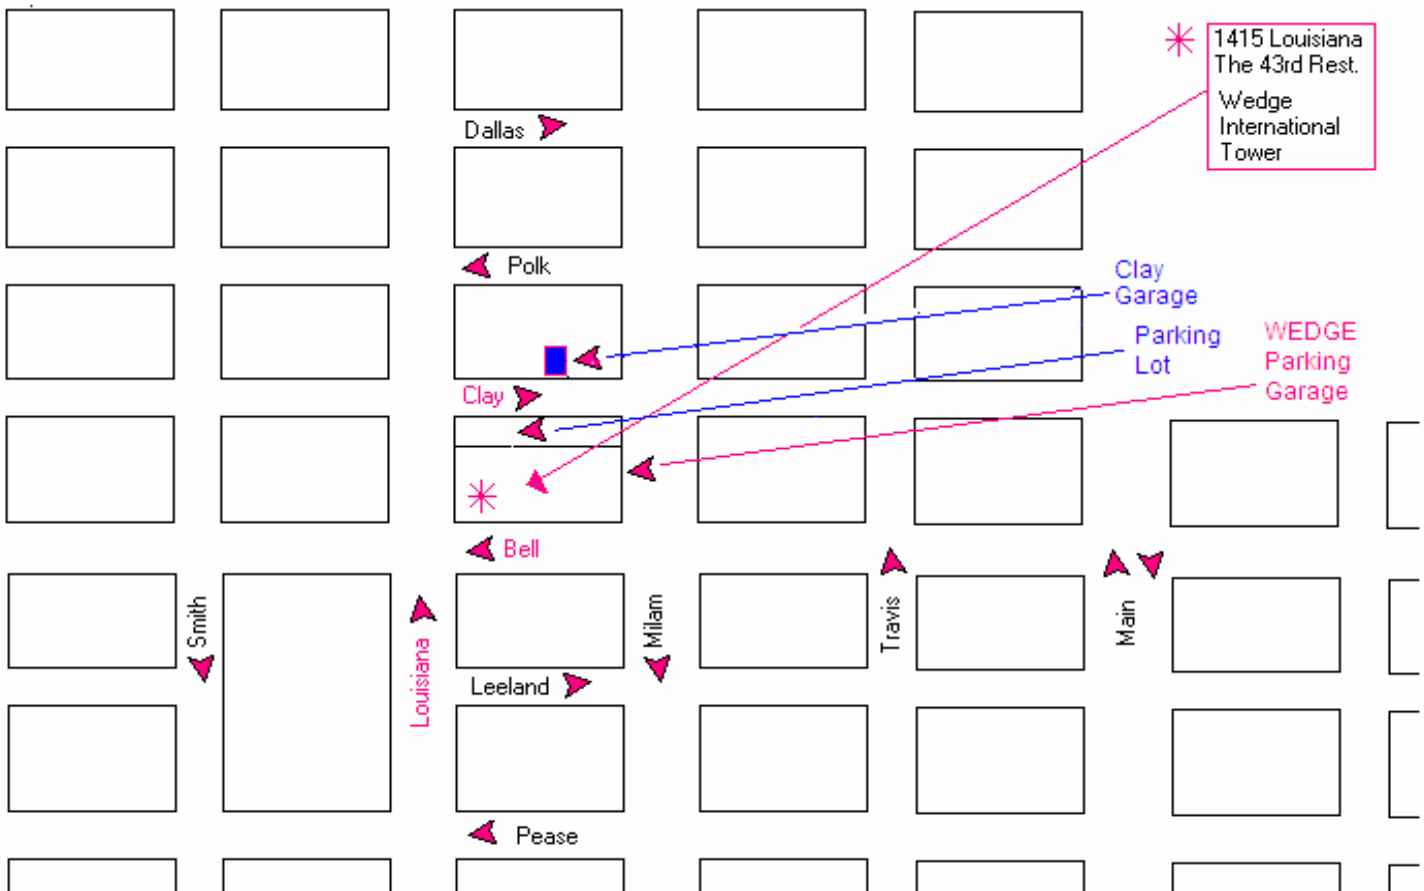 1415 Louisiana
The 43rd Rest.
Wedge
International
Tower
Dallas
Polk
Clay
Garage
Parking
Lot
WEDGE
Parking
Garage
Clay
Bell
Smith
Louisiana
Milam
Travis
Main
Leeland
Pease